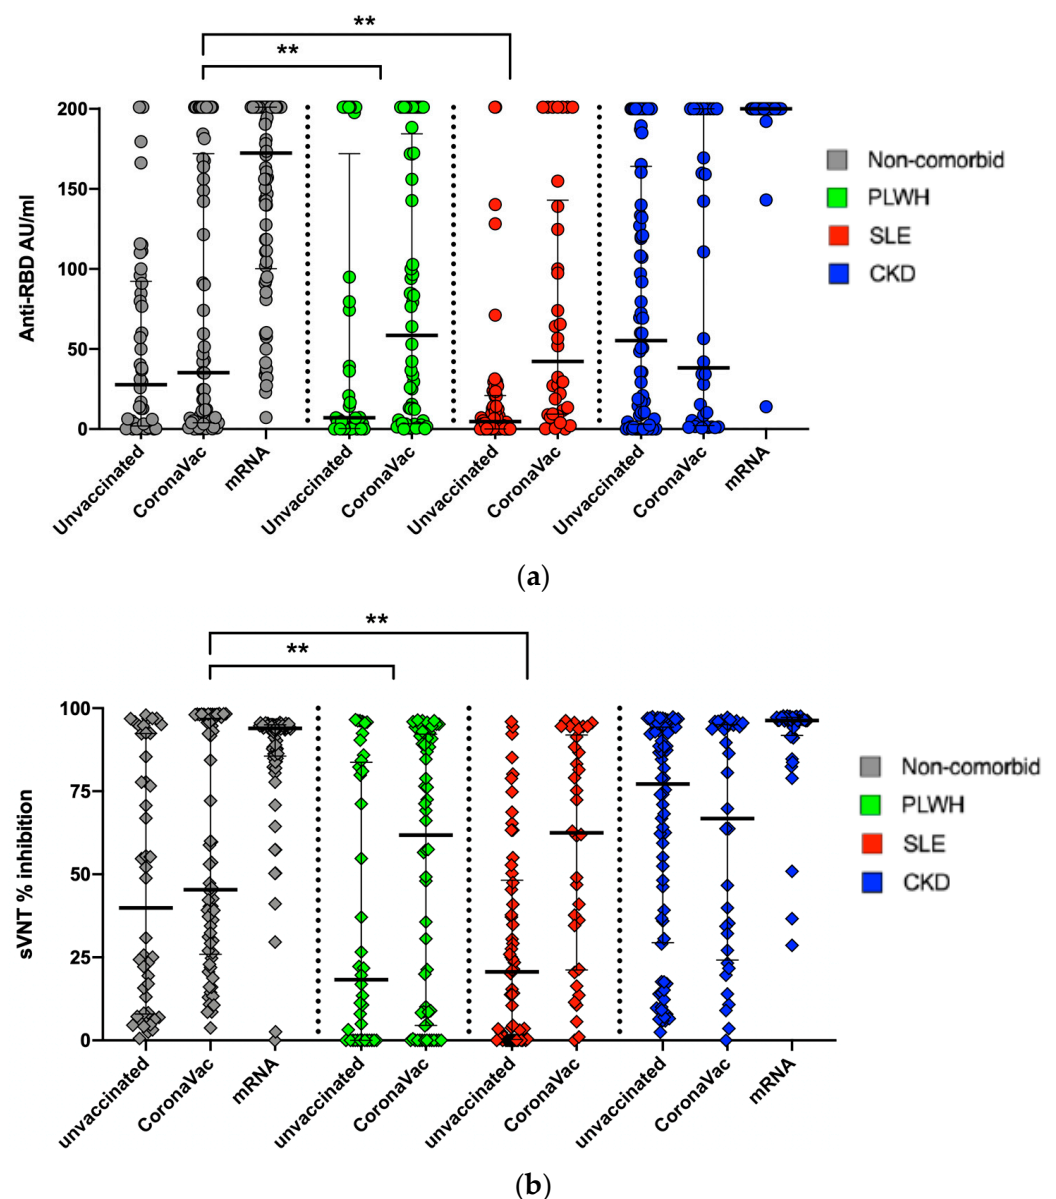 **
**
Anti-RBD AU/ml
200
150
100
50
0
Unvaccinated
CoronaVac
mRNA
Unvaccinated
CoronaVac
Unvaccinated
CoronaVac
Unvaccinated
CoronaVac
mRNA
Non-comorbid
PLWH
SLE
CKD
(a)
**
**
sVNT % inhibition
100
75
50
25
0
unvaccinated
CoronaVac
mRNA
unvaccinated
CoronaVac
unvaccinated
CoronaVac
unvaccinated
CoronaVac
mRNA
Non-comorbid
PLWH
SLE
CKD
(b)